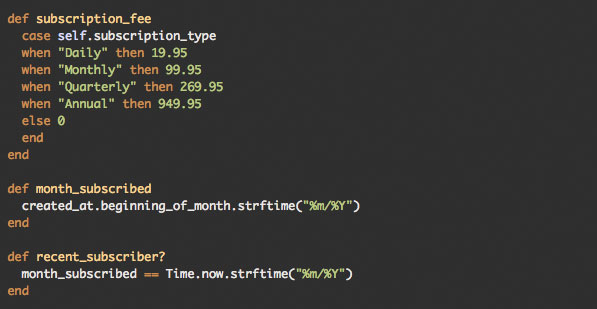 def subscription_fee
  case self.subscription_type
  when "Daily" then 19.95
  when "Monthly" then 99.95
  when "Quarterly" then 269.95
  when "Annual" then 949.95
  else 0
  end
end

def month_subscribed
  created_at.beginning_of_month.strftime("%m/%Y")
end

def recent_subscriber?
  month_subscribed == Time.now.strftime("%m/%Y")
end